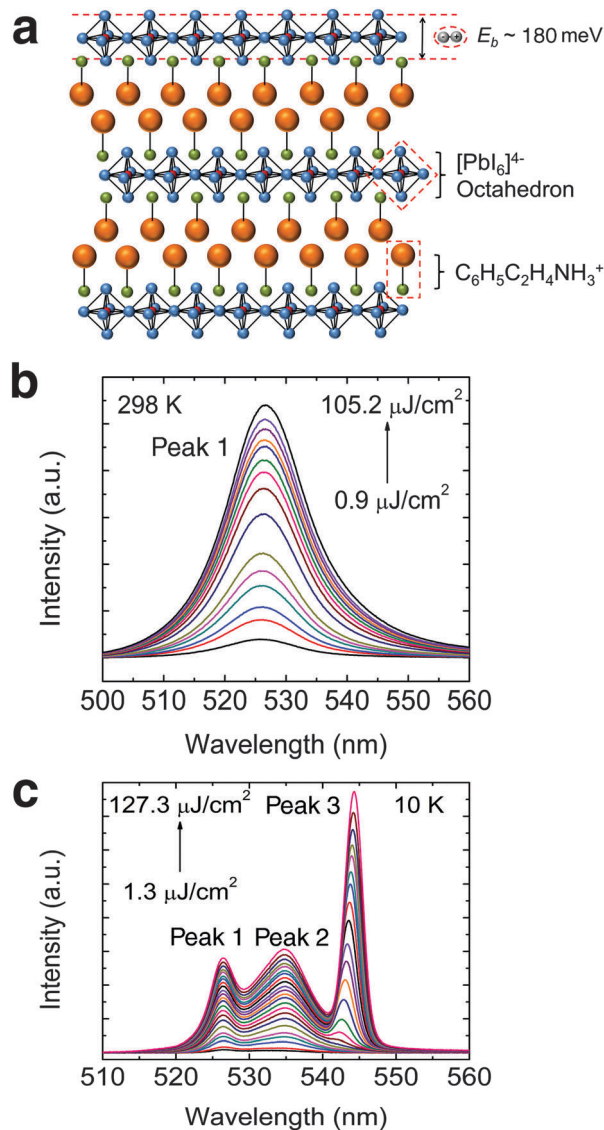 a
E_b ~ 180 meV
[PbI₆]⁴⁻
Octahedron
C₆H₅C₂H₄NH₃⁺
b
298 K
105.2 μJ/cm²
Peak 1
0.9 μJ/cm²
Intensity (a.u.)
500 510 520 530 540 550 560
Wavelength (nm)
c
127.3 μJ/cm²
Peak 3
10 K
1.3 μJ/cm²
Peak 1
Peak 2
Intensity (a.u.)
510 520 530 540 550 560
Wavelength (nm)